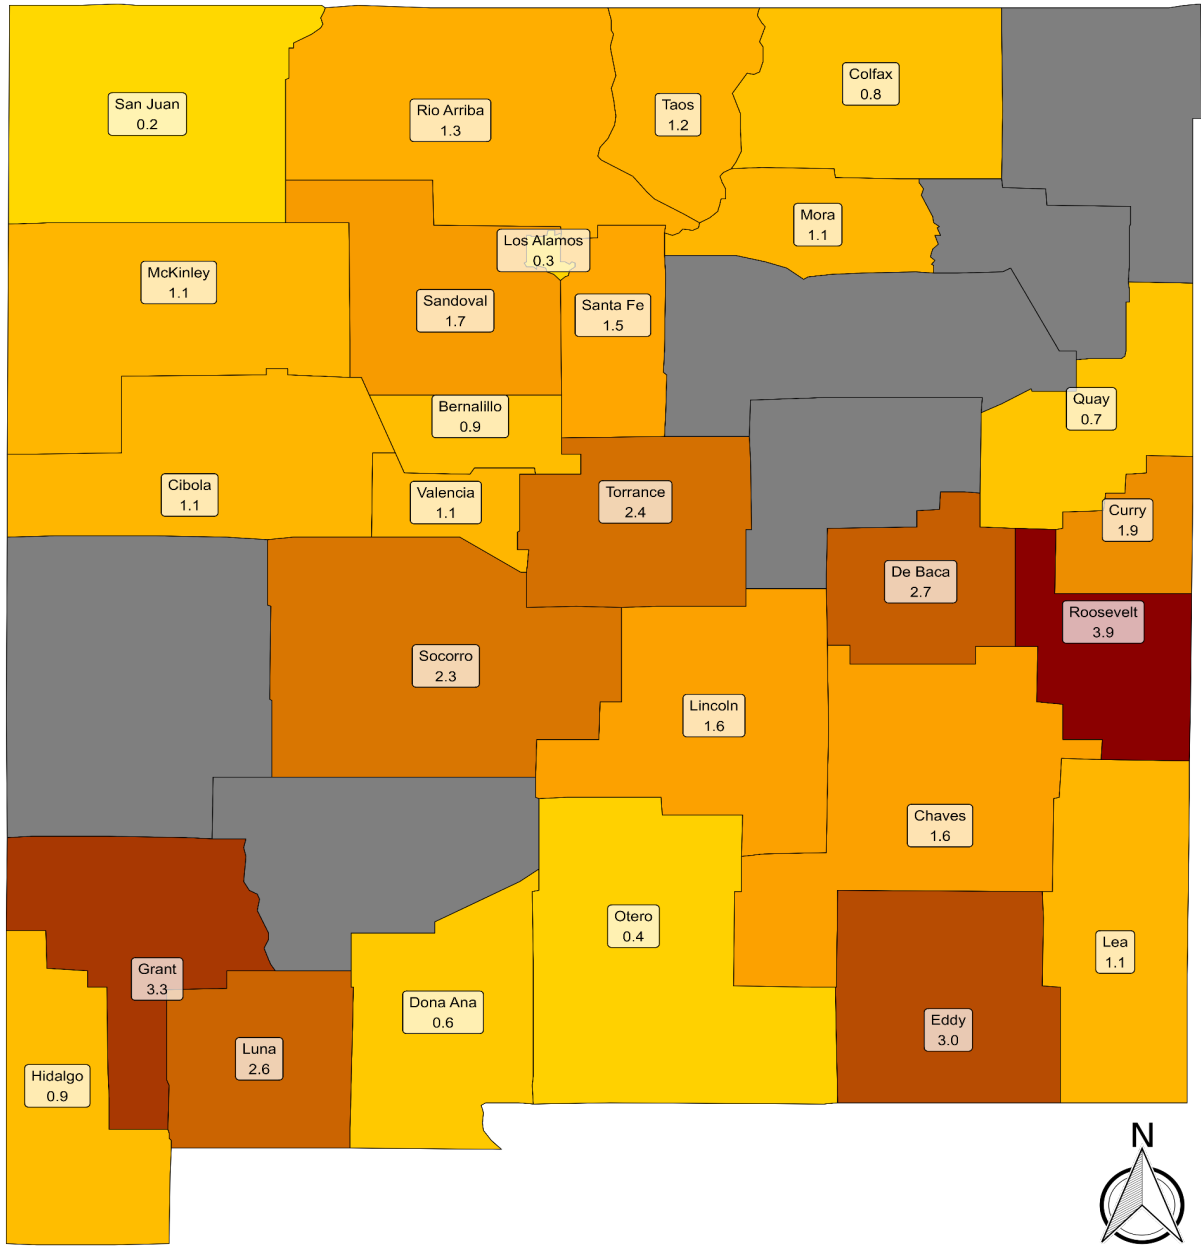 San Juan
0.2
Rio Arriba
1.3
Taos
1.2
Colfax
0.8
Mora
1.1
McKinley
1.1
Los Alamos
0.3
Sandoval
1.7
Santa Fe
1.5
Bernalillo
0.9
Quay
0.7
Cibola
1.1
Valencia
1.1
Torrance
2.4
Curry
1.9
De Baca
2.7
Roosevelt
3.9
Socorro
2.3
Lincoln
1.6
Chaves
1.6
Otero
0.4
Lea
1.1
Grant
3.3
Dona Ana
0.6
Eddy
3.0
Luna
2.6
Hidalgo
0.9
N